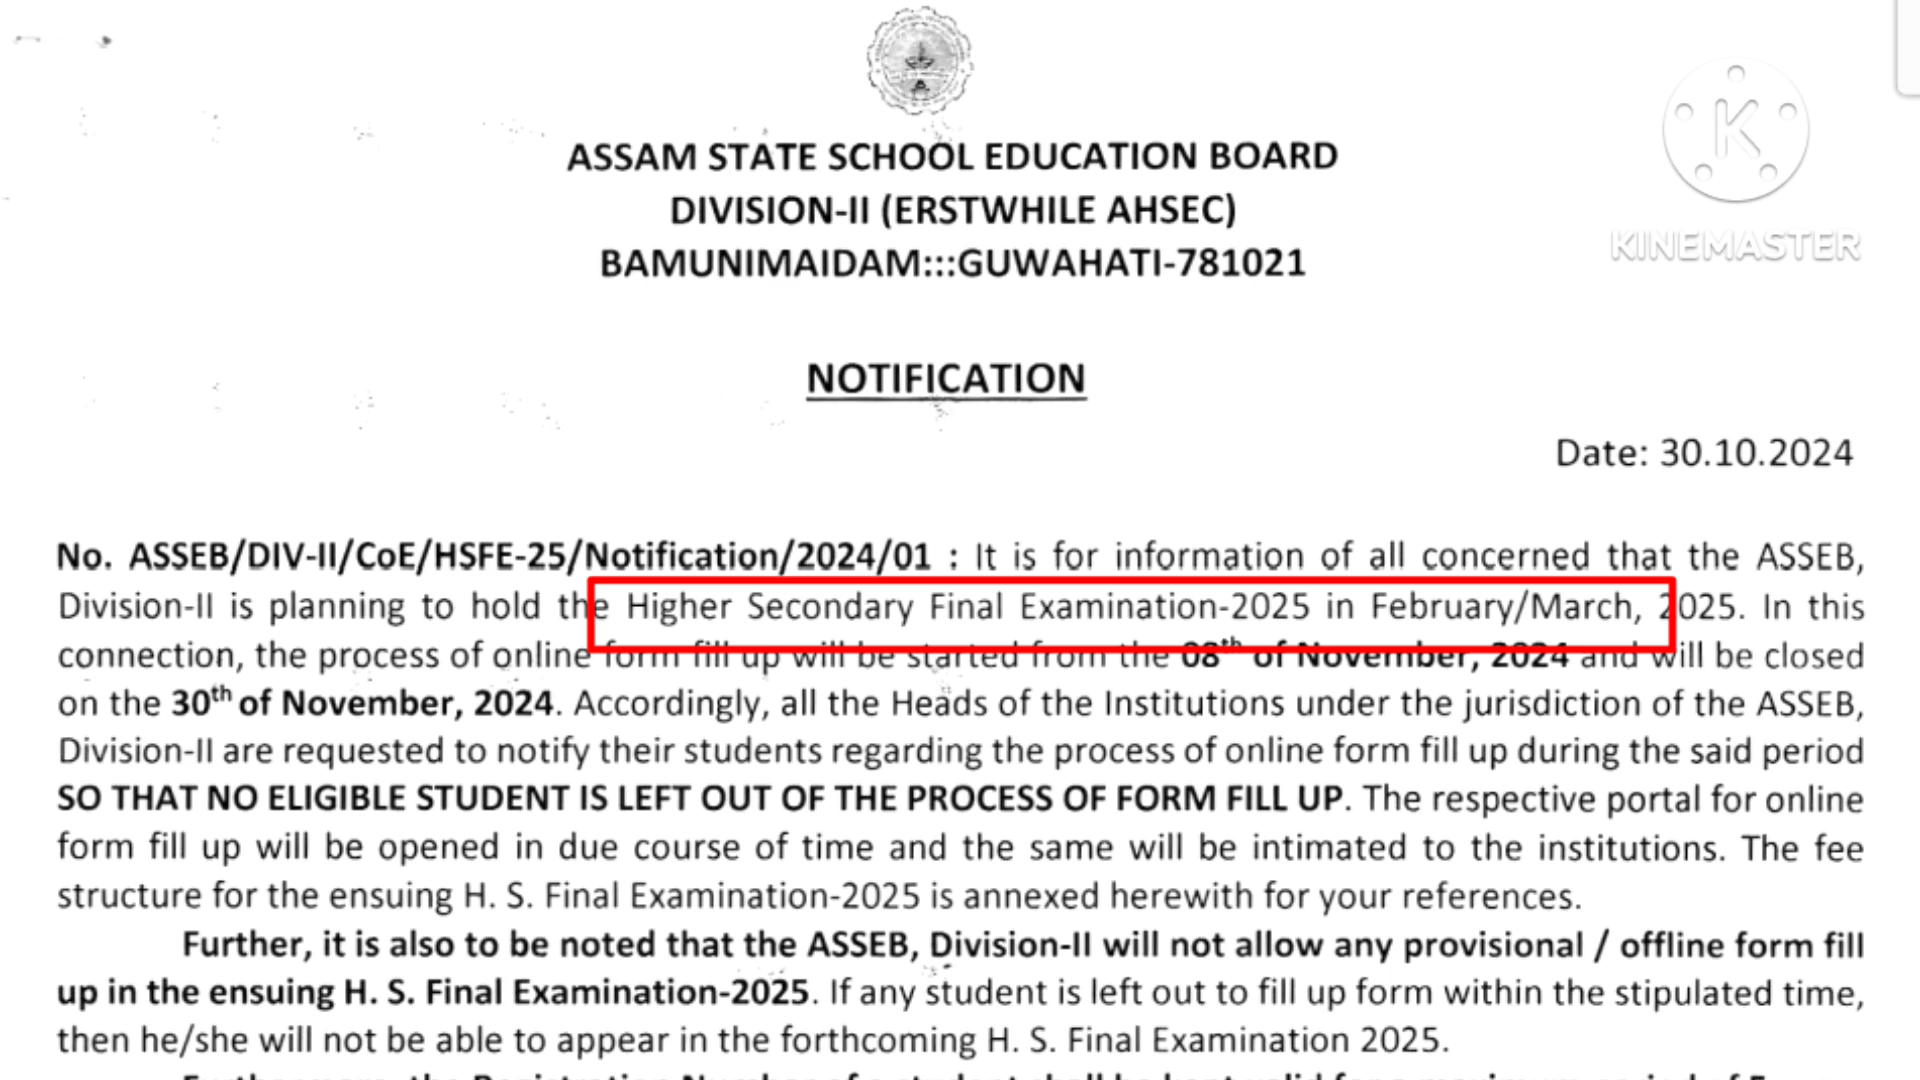 ASSAM STATE SCHOOL EDUCATION BOARD
DIVISION-II (ERSTWHILE AHSEC)
BAMUNIMAIDAM:::GUWAHATI-781021
KINEMASTER
NOTIFICATION
Date: 30.10.2024
No. ASSEB/DIV-II/CoE/HSFE-25/Notification/2024/01 : It is for information of all concerned that the ASSEB,
Division-II is planning to hold the Higher Secondary Final Examination-2025 in February/March, 2025. In this
connection, the process of online form fill up will be started from the 08th of November, 2024 and will be closed
on the 30th of November, 2024. Accordingly, all the Heads of the Institutions under the jurisdiction of the ASSEB,
Division-II are requested to notify their students regarding the process of online form fill up during the said period
SO THAT NO ELIGIBLE STUDENT IS LEFT OUT OF THE PROCESS OF FORM FILL UP. The respective portal for online
form fill up will be opened in due course of time and the same will be intimated to the institutions. The fee
structure for the ensuing H. S. Final Examination-2025 is annexed herewith for your references.
Further, it is also to be noted that the ASSEB, Division-II will not allow any provisional / offline form fill
up in the ensuing H. S. Final Examination-2025. If any student is left out to fill up form within the stipulated time,
then he/she will not be able to appear in the forthcoming H. S. Final Examination 2025.